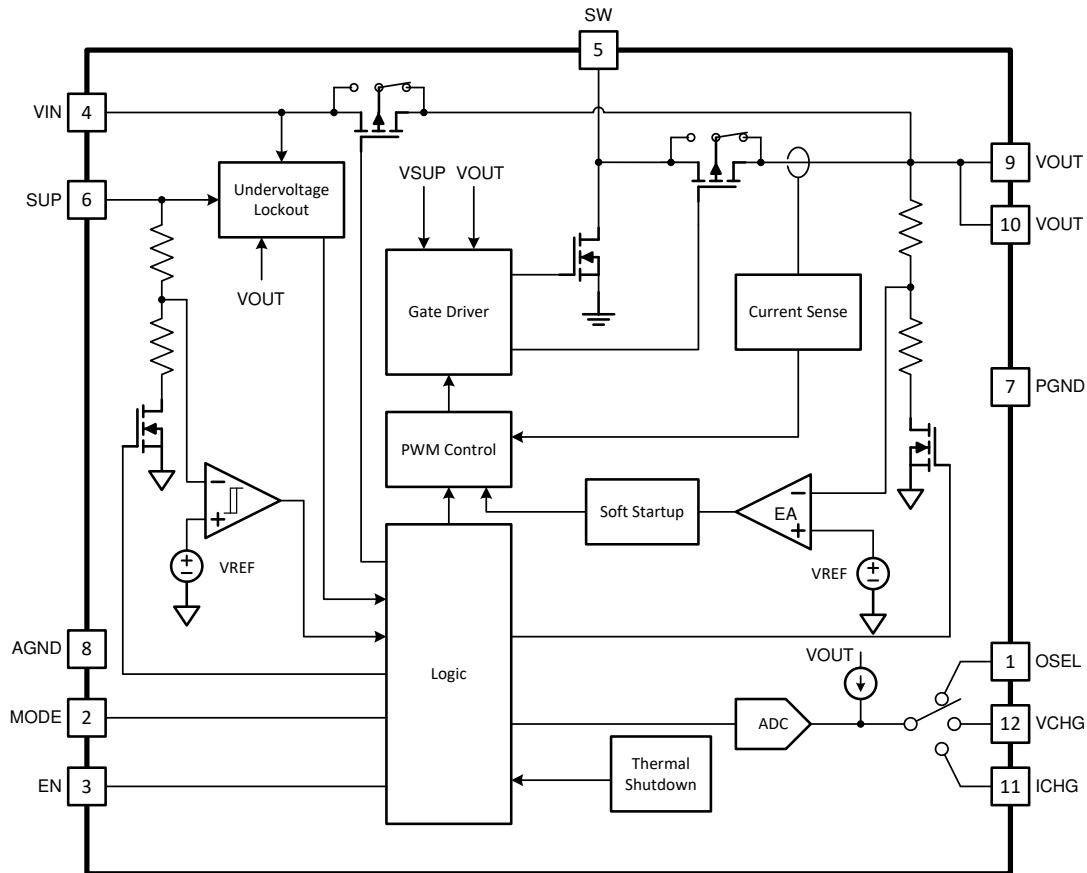 SW
5
VIN
4
SUP
6
Undervoltage
Lockout
VOUT
VSUP
VOUT
Gate Driver
Current Sense
9
VOUT
10
VOUT
7
PGND
PWM Control
Soft Startup
EA
VREF
VREF
AGND
8
MODE
2
EN
3
Logic
VOUT
ADC
Thermal
Shutdown
1
OSEL
12
VCHG
11
ICHG